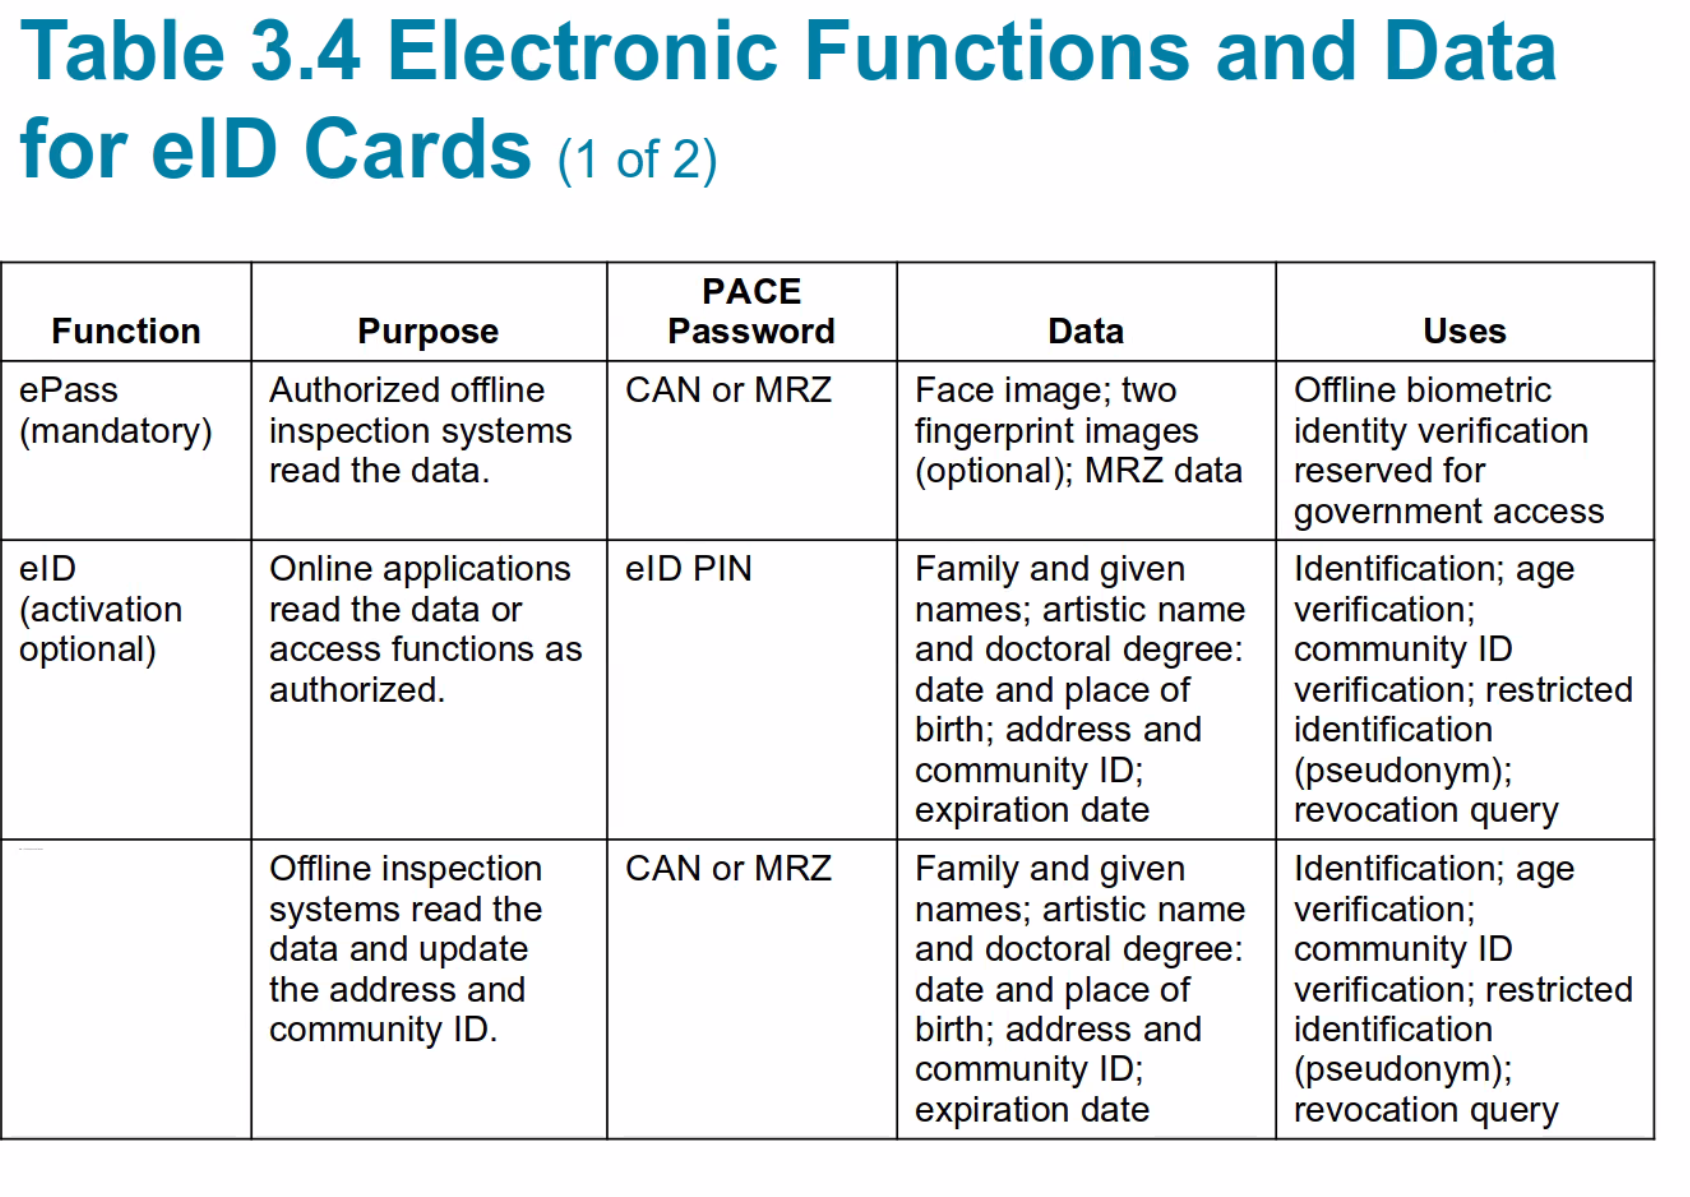 Table 3.4 Electronic Functions and Data
for eID Cards (1 of 2)
Function
Purpose
PACE
Password
Data
Uses
ePass
(mandatory)
Authorized offline
inspection systems
read the data.
CAN or MRZ
Face image; two
fingerprint images
(optional); MRZ data
Offline biometric
identity verification
reserved for
government access
eID
(activation
optional)
Online applications
read the data or
access functions as
authorized.
eID PIN
Family and given
names; artistic name
and doctoral degree:
date and place of
birth; address and
community ID;
expiration date
Identification; age
verification;
community ID
verification; restricted
identification
(pseudonym);
revocation query
Offline inspection
systems read the
data and update
the address and
community ID.
CAN or MRZ
Family and given
names; artistic name
and doctoral degree:
date and place of
birth; address and
community ID;
expiration date
Identification; age
verification;
community ID
verification; restricted
identification
(pseudonym);
revocation query